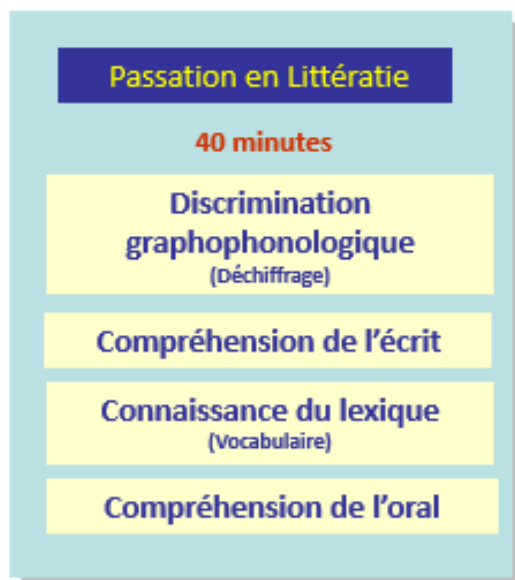 Passation en Littératie
40 minutes
Discrimination
graphophonologique
(Déchiffrage)
Compréhension de l'écrit
Connaissance du lexique
(Vocabulaire)
Compréhension de l'oral